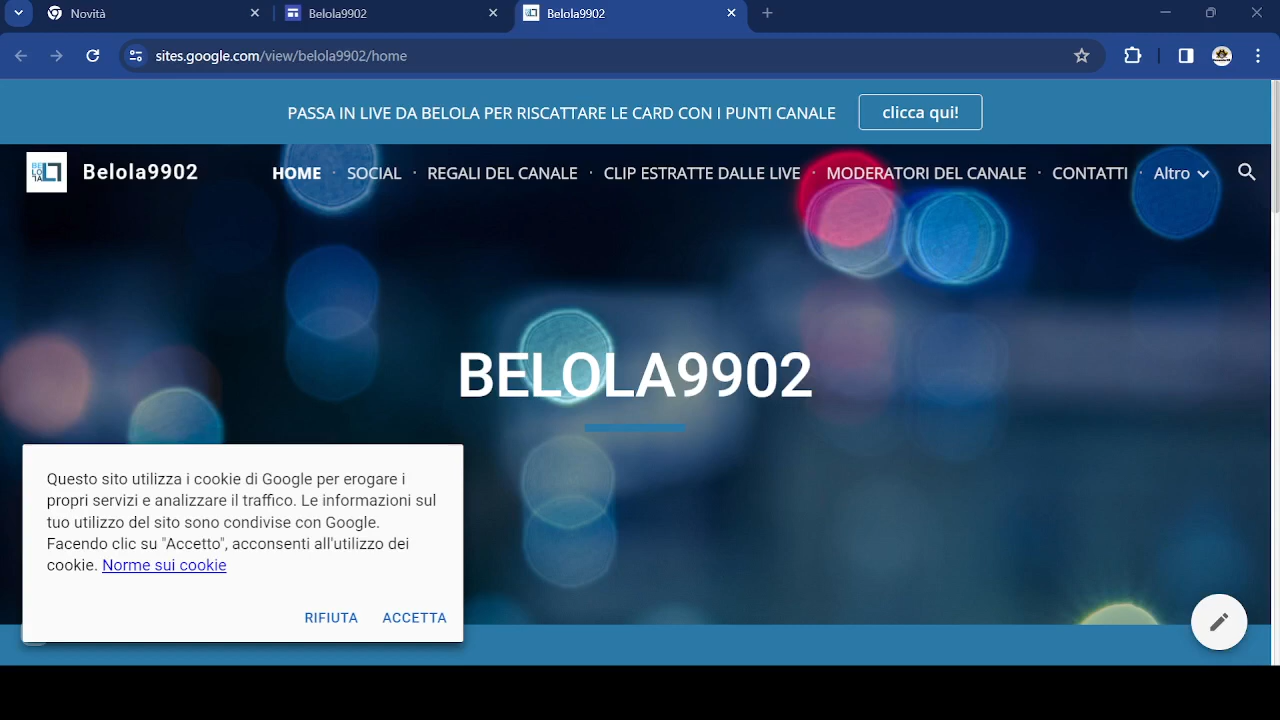 Novità
Belola9902
Belola9902
sites.google.com/view/belola9902/home
PASSA IN LIVE DA BELOLA PER RISCATTARE LE CARD CON I PUNTI CANALE
clicca qui!
BE
LO
LA
Belola9902
HOME · SOCIAL · REGALI DEL CANALE · CLIP ESTRATTE DALLE LIVE · MODERATORI DEL CANALE · CONTATTI · Altro
BELOLA9902
Questo sito utilizza i cookie di Google per erogare i
propri servizi e analizzare il traffico. Le informazioni sul
tuo utilizzo del sito sono condivise con Google.
Facendo clic su "Accetto", acconsenti all'utilizzo dei
cookie. Norme sui cookie
RIFIUTA ACCETTA